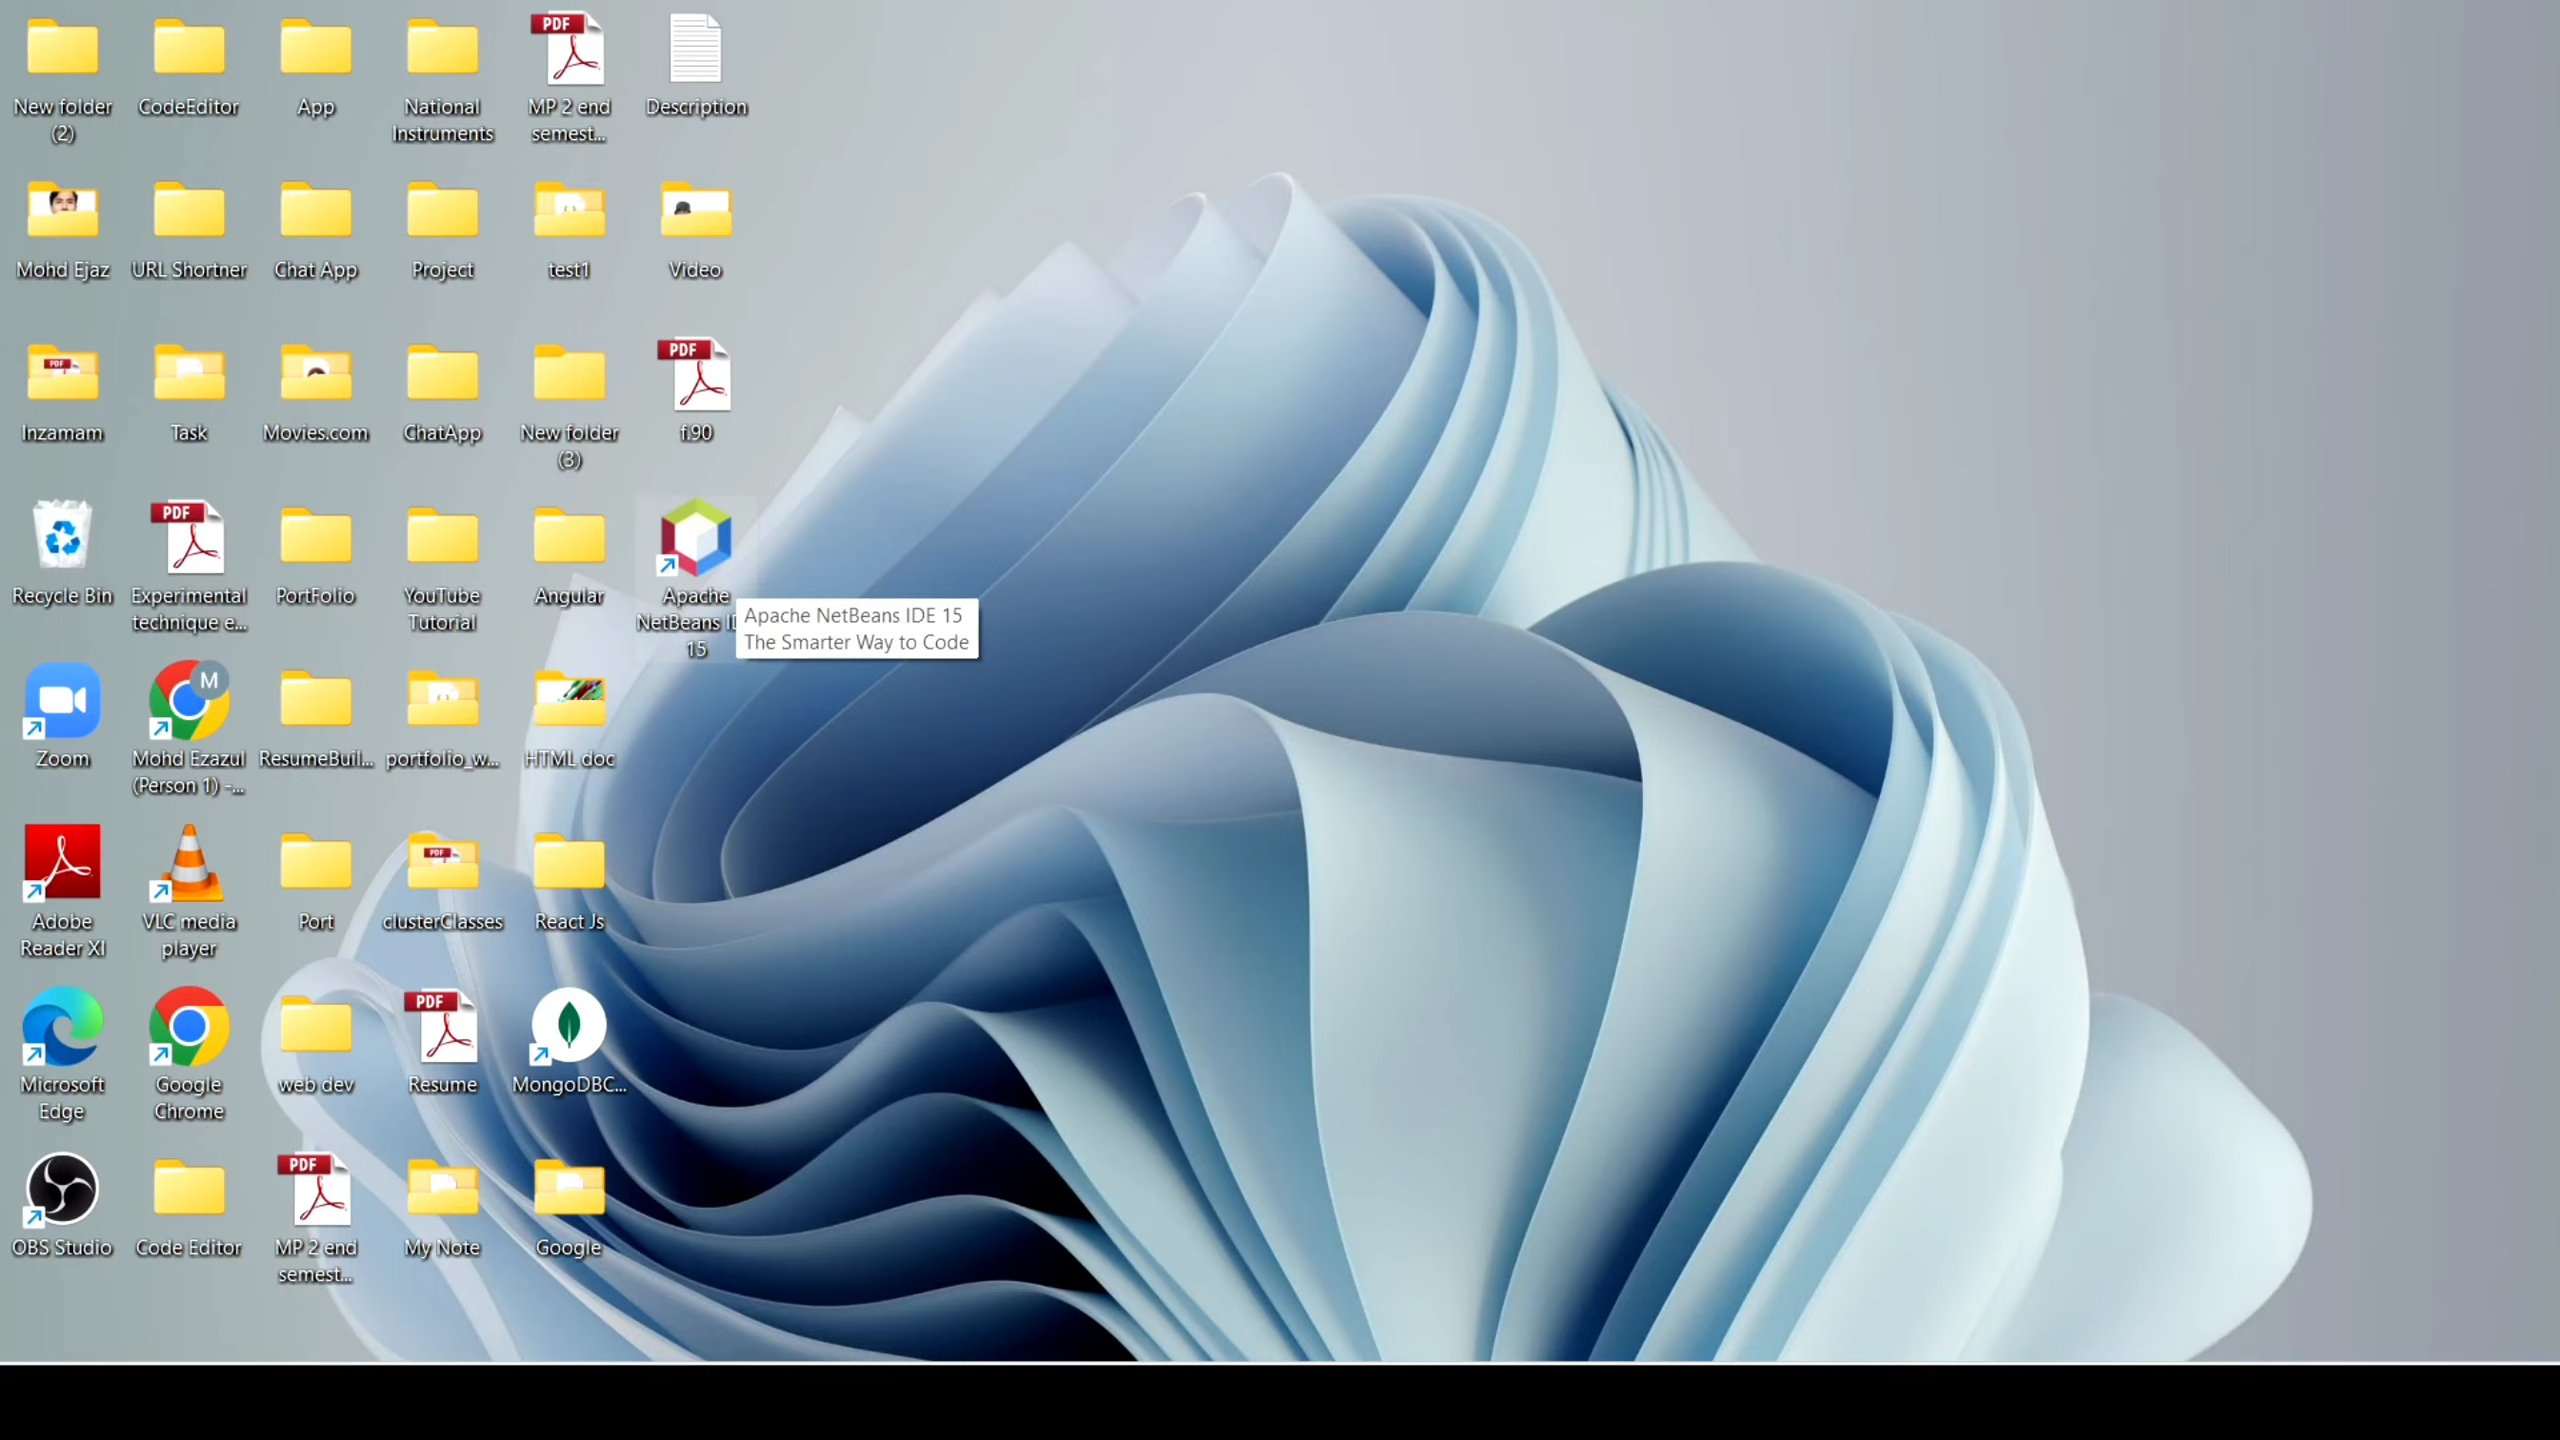 New folder
(2)
CodeEditor
App
National
Instruments
PDF
MP 2 end
semest...
Description
Mohd Ejaz
URL Shortner
Chat App
Project
test1
Video
PDF
Inzamam
Task
Movies.com
ChatApp
New folder
(3)
PDF
f.90
Recycle Bin
PDF
Experimental
technique e...
PortFolio
YouTube
Tutorial
Angular
Apache
NetBeans I
15
Apache NetBeans IDE 15
The Smarter Way to Code
Zoom
M
Mohd Ezazul
(Person 1) -...
ResumeBuil...
portfolio_w...
HTML doc
Adobe
Reader XI
VLC media
player
Port
PDF
clusterClasses
React Js
Microsoft
Edge
Google
Chrome
web dev
PDF
Resume
MongoDBC...
OBS Studio
Code Editor
PDF
MP 2 end
semest...
My Note
Google